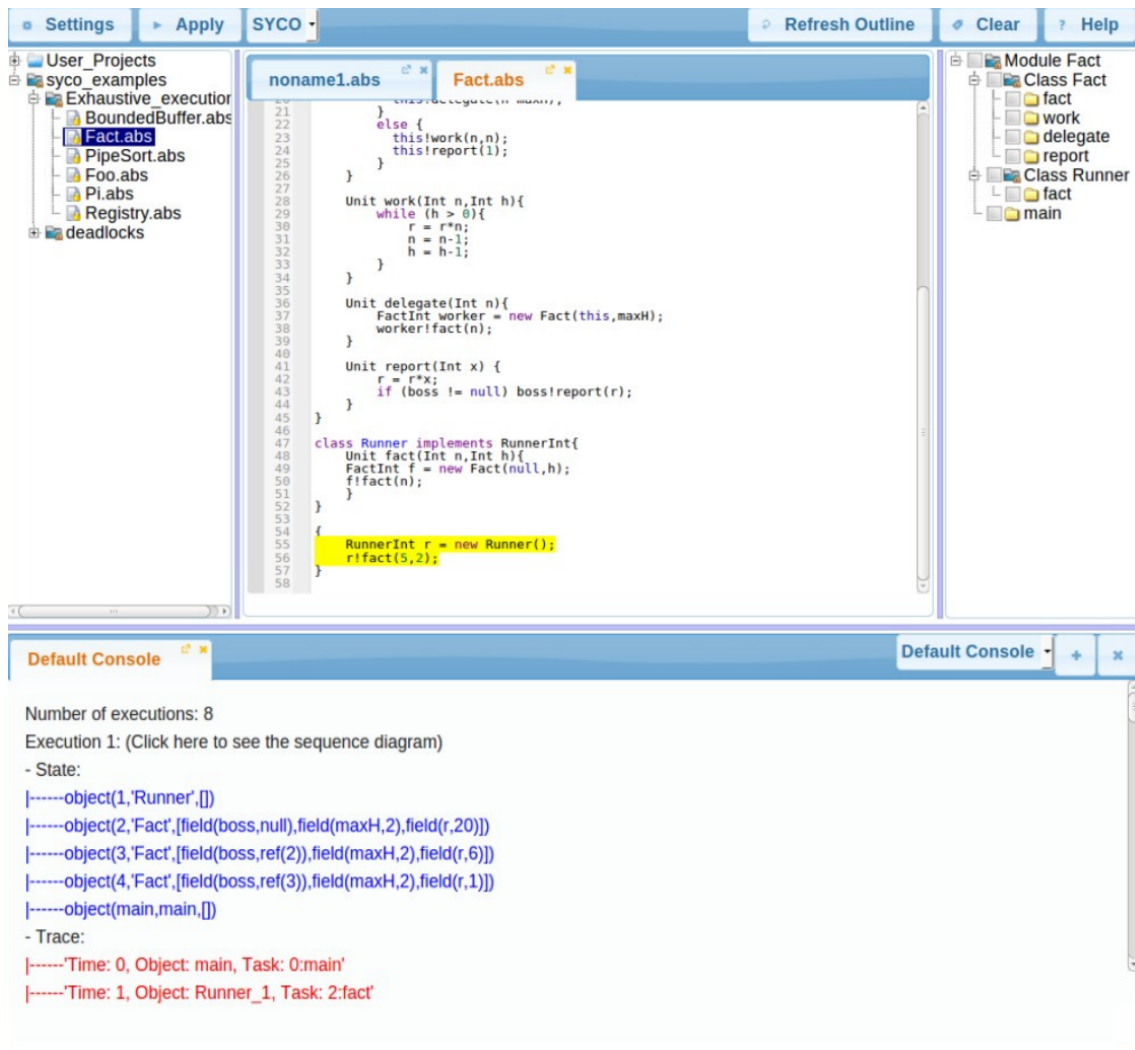 Settings Apply SYCO Refresh Outline Clear Help
User_Projects
syco_examples
Exhaustive_execution
BoundedBuffer.abs
Fact.abs
PipeSort.abs
Foo.abs
Pi.abs
Registry.abs
deadlocks
noname1.abs Fact.abs
21 }
22 else {
23 this!work(n,n);
24 this!report(1);
25 }
26 }
27
28 Unit work(Int n,Int h){
29 while (h > 0){
30 r = r*n;
31 n = n-1;
32 h = h-1;
33 }
34 }
35
36 Unit delegate(Int n){
37 FactInt worker = new Fact(this,maxH);
38 worker!fact(n);
39 }
40
41 Unit report(Int x) {
42 r = r*x;
43 if (boss != null) boss!report(r);
44 }
45 }
46
47 class Runner implements RunnerInt{
48 Unit fact(Int n,Int h){
49 FactInt f = new Fact(null,h);
50 f!fact(n);
51 }
52 }
53
54 {
55 RunnerInt r = new Runner();
56 r!fact(5,2);
57 }
58
Module Fact
Class Fact
fact
work
delegate
report
Class Runner
fact
main
Default Console Default Console
Number of executions: 8
Execution 1: (Click here to see the sequence diagram)
- State:
|------object(1,'Runner',[])
|------object(2,'Fact',[field(boss,null),field(maxH,2),field(r,20)])
|------object(3,'Fact',[field(boss,ref(2)),field(maxH,2),field(r,6)])
|------object(4,'Fact',[field(boss,ref(3)),field(maxH,2),field(r,1)])
|------object(main,main,[])
- Trace:
|------'Time: 0, Object: main, Task: 0:main'
|------'Time: 1, Object: Runner_1, Task: 2:fact'